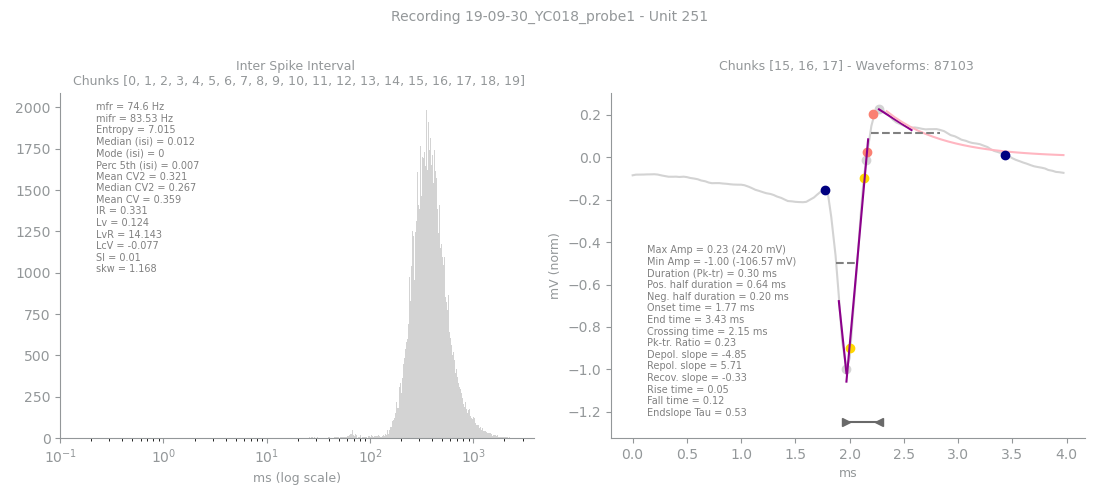 Recording 19-09-30_YC018_probe1 - Unit 251
Inter Spike Interval
Chunks [0, 1, 2, 3, 4, 5, 6, 7, 8, 9, 10, 11, 12, 13, 14, 15, 16, 17, 18, 19]
2000
1750
1500
1250
1000
750
500
250
0
mfr = 74.6 Hz
mifr = 83.53 Hz
Entropy = 7.015
Median (isi) = 0.012
Mode (isi) = 0
Perc 5th (isi) = 0.007
Mean CV2 = 0.321
Median CV2 = 0.267
Mean CV = 0.359
IR = 0.331
Lv = 0.124
LvR = 14.143
LcV = -0.077
SI = 0.01
skw = 1.168
10⁻¹ 10⁰ 10¹ 10² 10³
ms (log scale)
Chunks [15, 16, 17] - Waveforms: 87103
mV (norm)
0.2
0.0
−0.2
−0.4
−0.6
−0.8
−1.0
−1.2
Max Amp = 0.23 (24.20 mV)
Min Amp = -1.00 (-106.57 mV)
Duration (Pk-tr) = 0.30 ms
Pos. half duration = 0.64 ms
Neg. half duration = 0.20 ms
Onset time = 1.77 ms
End time = 3.43 ms
Crossing time = 2.15 ms
Pk-tr. Ratio = 0.23
Depol. slope = -4.85
Repol. slope = 5.71
Recov. slope = -0.33
Rise time = 0.05
Fall time = 0.12
Endslope Tau = 0.53
0.0 0.5 1.0 1.5 2.0 2.5 3.0 3.5 4.0
ms